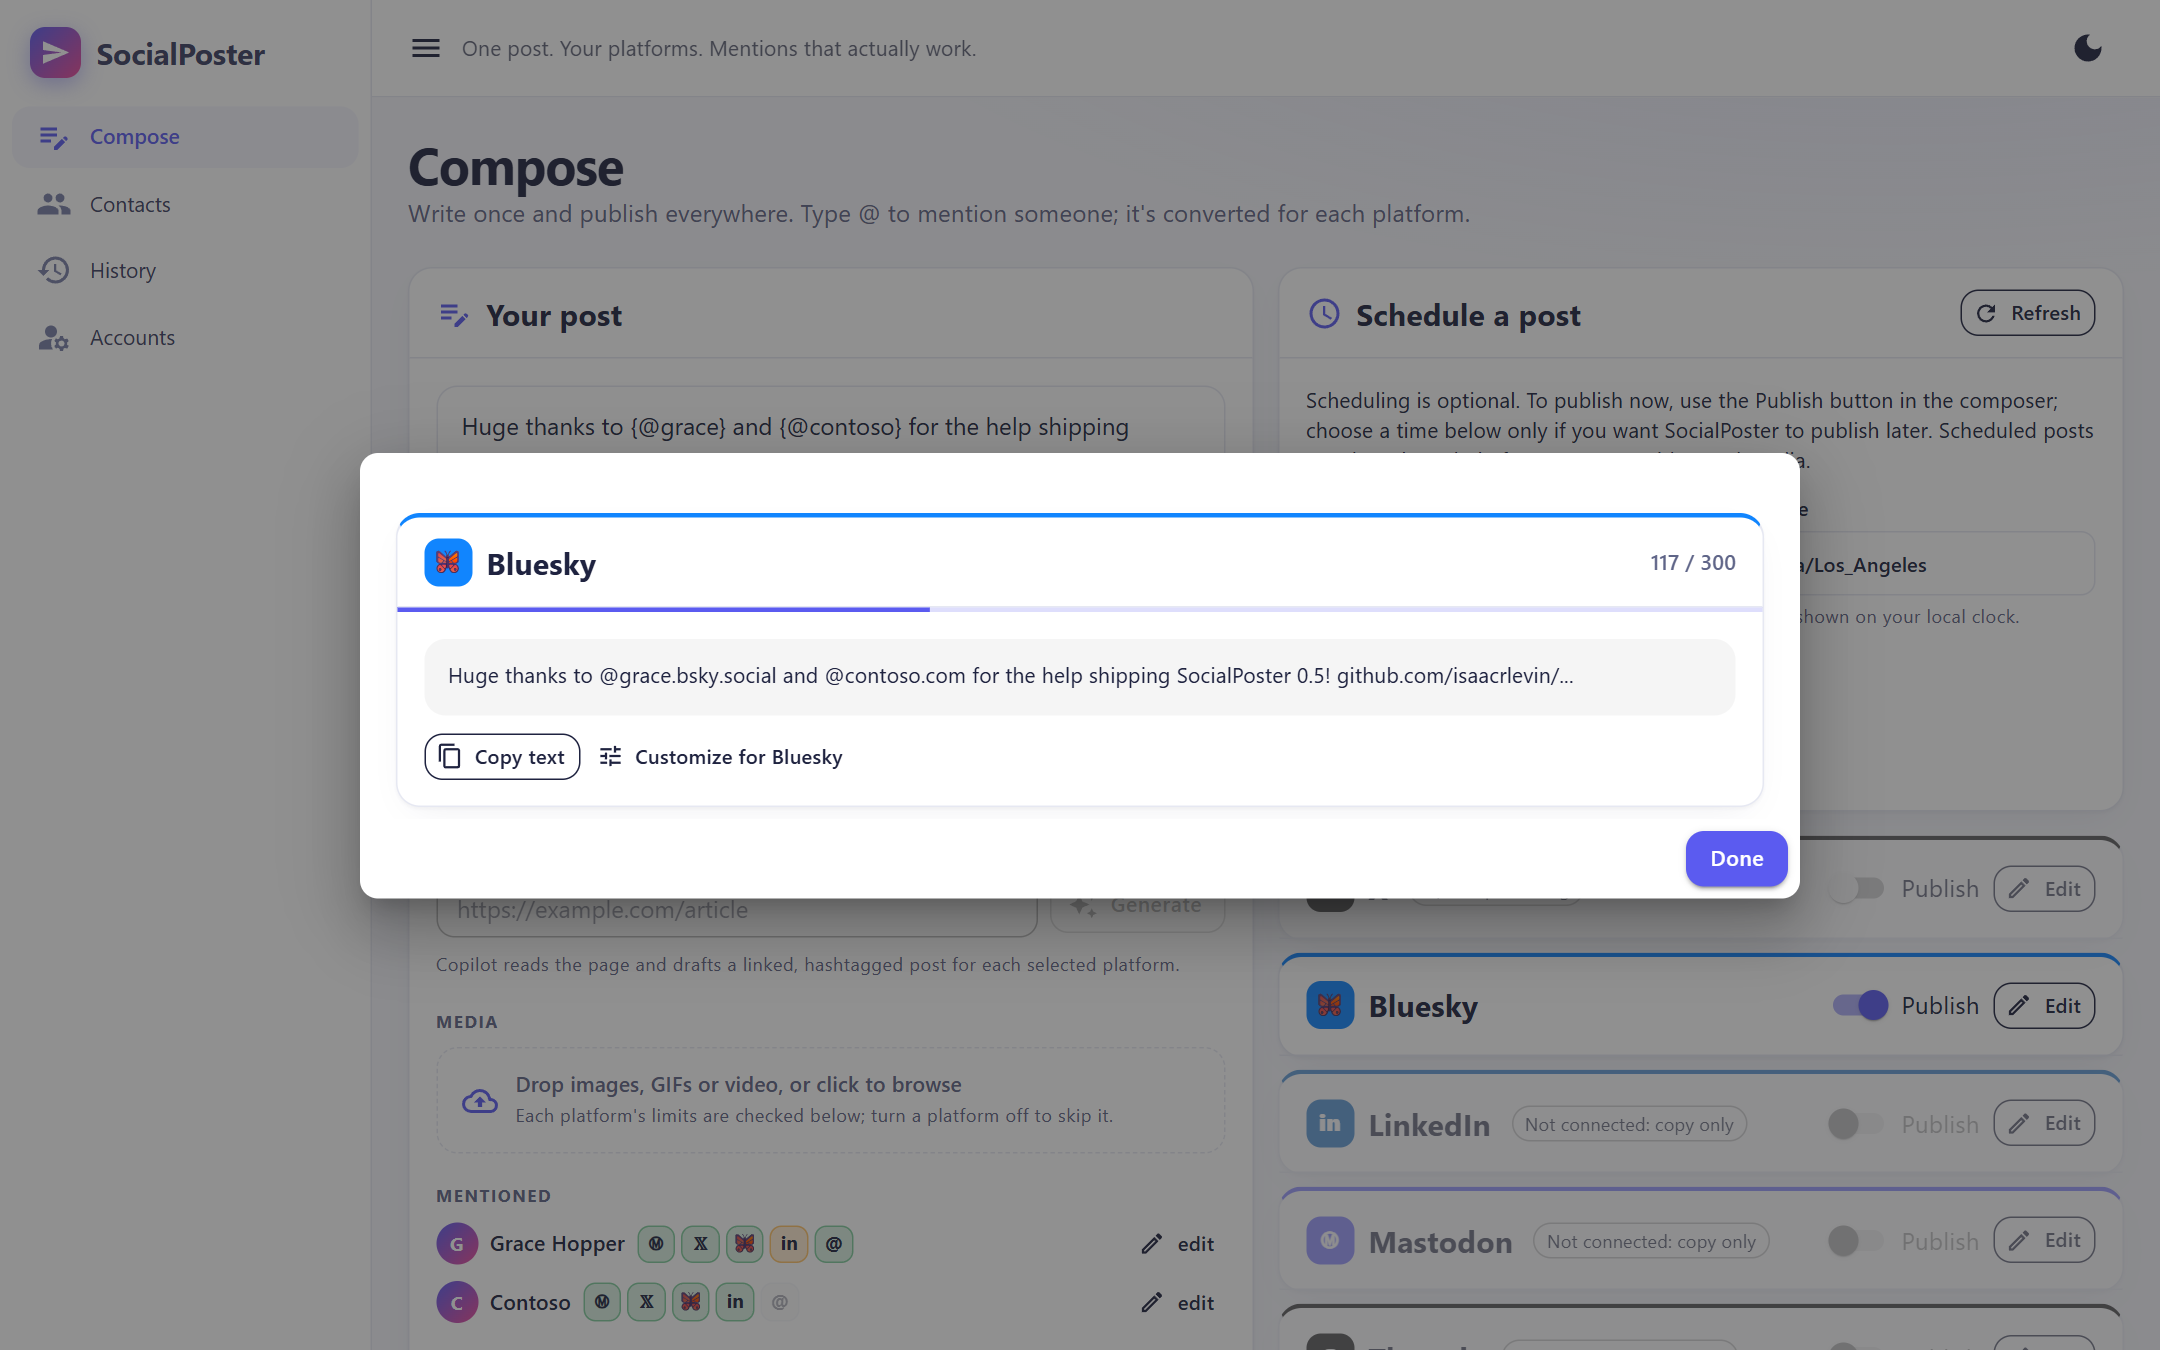 SocialPoster
Compose
Contacts
History
Accounts
One post. Your platforms. Mentions that actually work.
Compose
Write once and publish everywhere. Type @ to mention someone; it's converted for each platform.
Your post
Huge thanks to {@grace} and {@contoso} for the help shipping
Schedule a post
Refresh
Scheduling is optional. To publish now, use the Publish button in the composer;
choose a time below only if you want SocialPoster to publish later. Scheduled posts
/Los_Angeles
shown on your local clock.
Bluesky
117 / 300
Huge thanks to @grace.bsky.social and @contoso.com for the help shipping SocialPoster 0.5! github.com/isaacrlevin/...
Copy text
Customize for Bluesky
Done
https://example.com/article
Generate
Copilot reads the page and drafts a linked, hashtagged post for each selected platform.
MEDIA
Drop images, GIFs or video, or click to browse
Each platform's limits are checked below; turn a platform off to skip it.
MENTIONED
G Grace Hopper M X in @ edit
C Contoso M X in @ edit
Publish Edit
Bluesky Publish Edit
in LinkedIn Not connected: copy only Publish Edit
M Mastodon Not connected: copy only Publish Edit